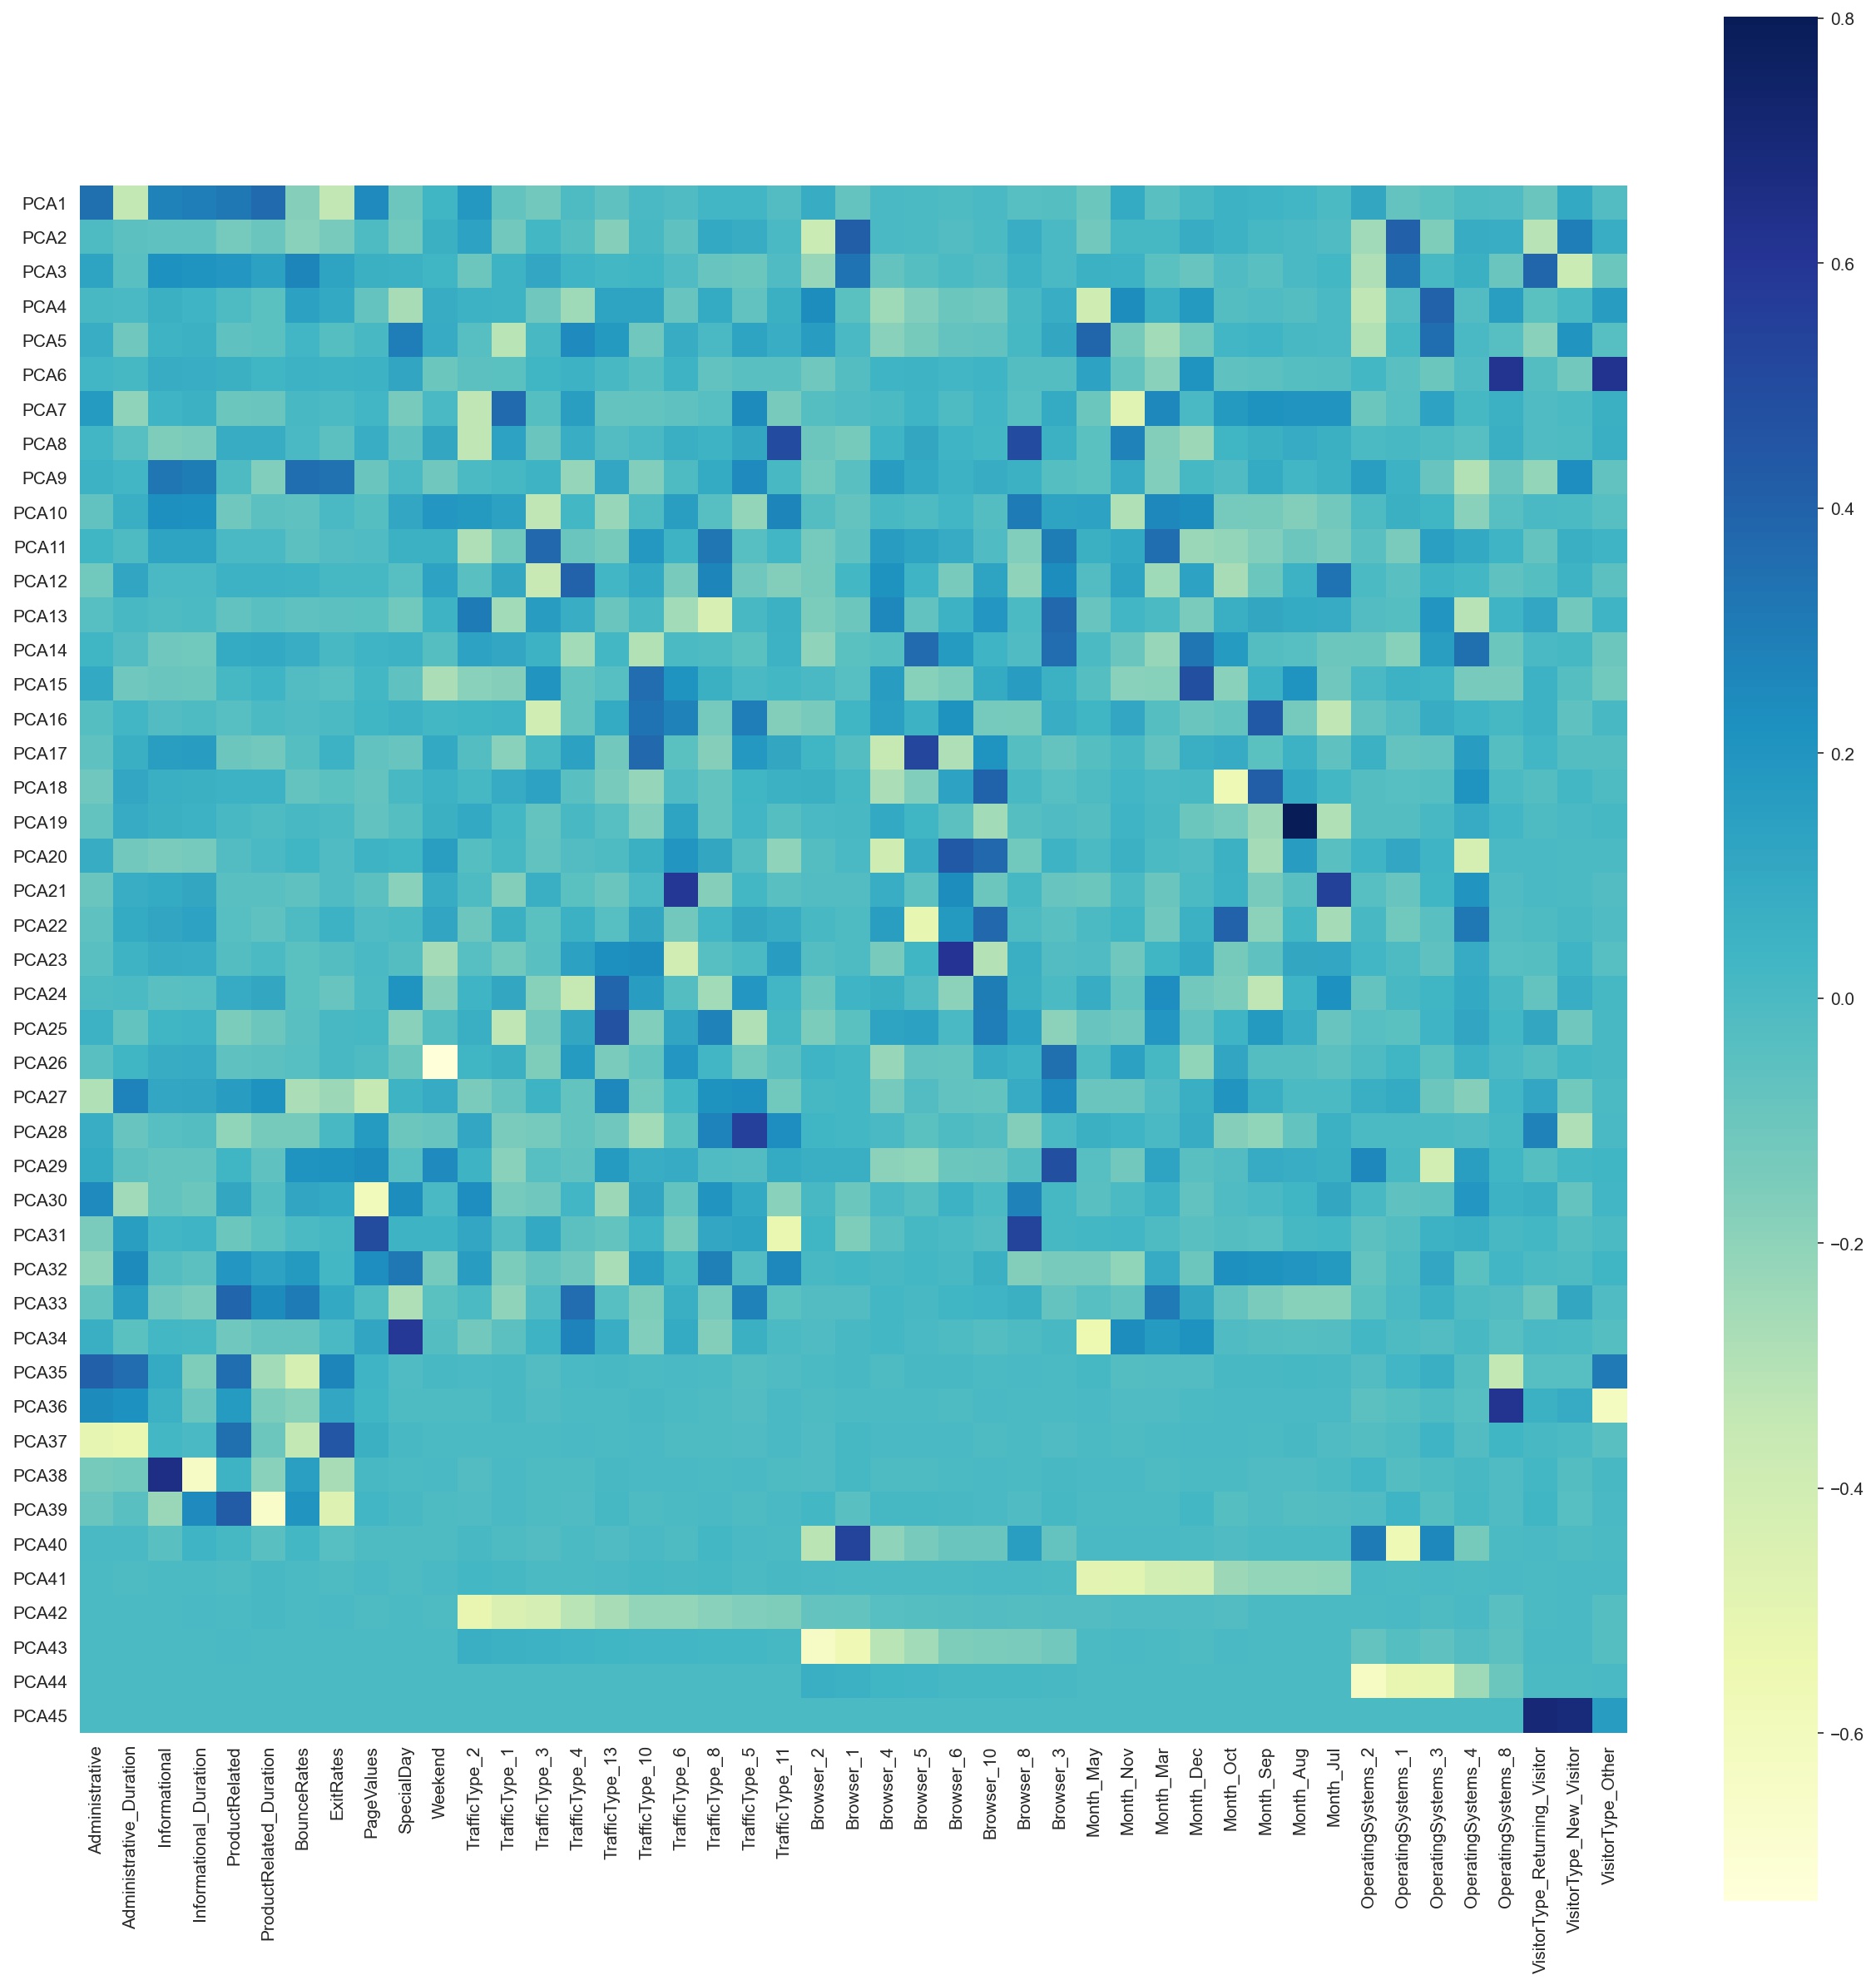 0.8
0.6
0.4
0.2
0.0
−0.2
−0.4
−0.6
PCA1
PCA2
PCA3
PCA4
PCA5
PCA6
PCA7
PCA8
PCA9
PCA10
PCA11
PCA12
PCA13
PCA14
PCA15
PCA16
PCA17
PCA18
PCA19
PCA20
PCA21
PCA22
PCA23
PCA24
PCA25
PCA26
PCA27
PCA28
PCA29
PCA30
PCA31
PCA32
PCA33
PCA34
PCA35
PCA36
PCA37
PCA38
PCA39
PCA40
PCA41
PCA42
PCA43
PCA44
PCA45
Administrative
Administrative_Duration
Informational
Informational_Duration
ProductRelated
ProductRelated_Duration
BounceRates
ExitRates
PageValues
SpecialDay
Weekend
TrafficType_2
TrafficType_1
TrafficType_3
TrafficType_4
TrafficType_13
TrafficType_10
TrafficType_6
TrafficType_8
TrafficType_5
TrafficType_11
Browser_2
Browser_1
Browser_4
Browser_5
Browser_6
Browser_10
Browser_8
Browser_3
Month_May
Month_Nov
Month_Mar
Month_Dec
Month_Oct
Month_Sep
Month_Aug
Month_Jul
OperatingSystems_2
OperatingSystems_1
OperatingSystems_3
OperatingSystems_4
OperatingSystems_8
VisitorType_Returning_Visitor
VisitorType_New_Visitor
VisitorType_Other